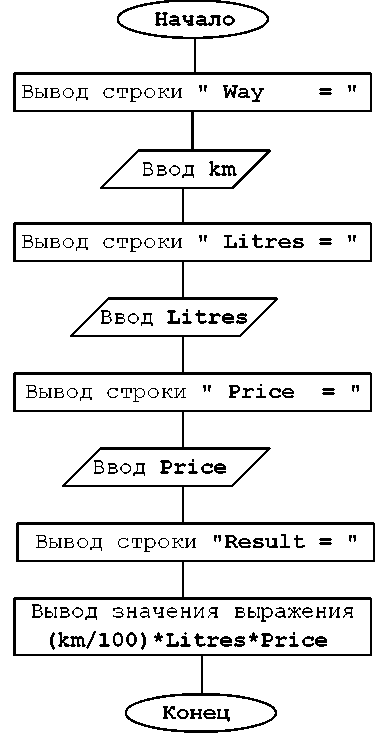 Начало
Вывод строки " Way = "
Ввод km
Вывод строки " Litres = "
Ввод Litres
Вывод строки " Price = "
Ввод Price
Вывод строки "Result = "
Вывод значения выражения
(km/100)*Litres*Price
Конец